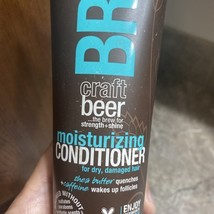 BR
craft
beer
...the brew for
strength+shine
moisturizing
CONDITIONER
for dry, damaged hair
shea butter quenches
+caffeine wakes up follicles
WITHOUT
ENJOY